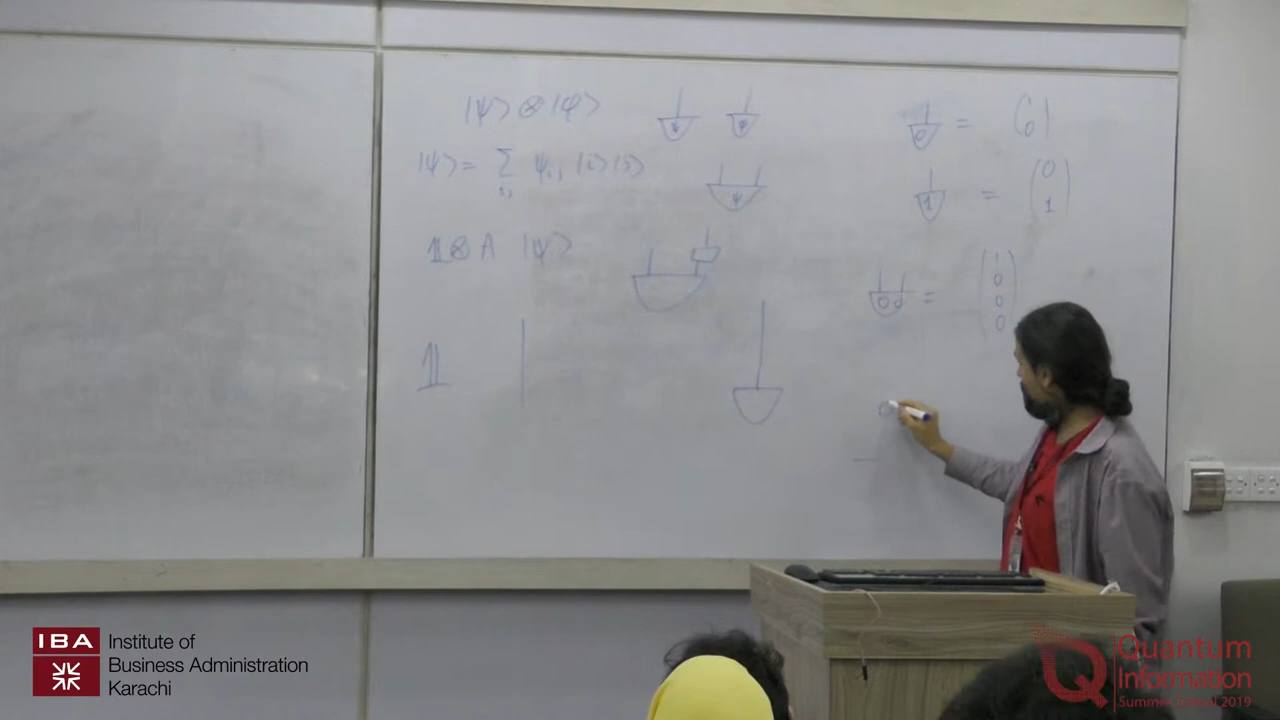 |ψ> ⊗ |φ>
ψ φ
|ψ> = Σ ψij |i>|j>
i,j
ψ
𝟙 ⊗ A |ψ>
𝟙
0 =
1 = (0
1)
00 = (1
0
0
0)
IBA
Institute of
Business Administration
Karachi
Quantum
Information
Summer School 2019